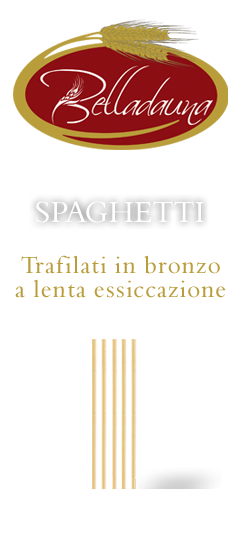 Belladauna
SPAGHETTI
Trafilati in bronzo
a lenta essiccazione